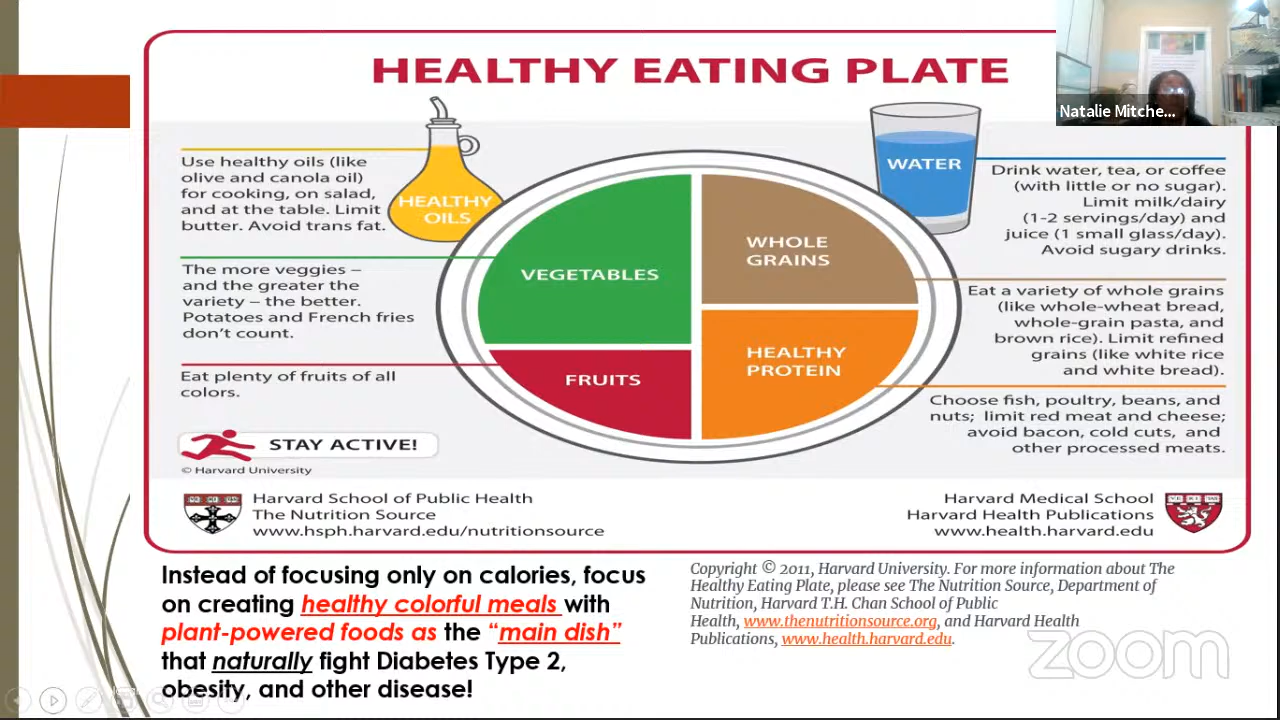 HEALTHY EATING PLATE
Natalie Mitche...
Use healthy oils (like
olive and canola oil)
for cooking, on salad,
and at the table. Limit
butter. Avoid trans fat.
HEALTHY
OILS
The more veggies –
and the greater the
variety – the better.
Potatoes and French fries
don't count.
Eat plenty of fruits of all
colors.
STAY ACTIVE!
© Harvard University
VEGETABLES
FRUITS
WHOLE
GRAINS
HEALTHY
PROTEIN
WATER
Drink water, tea, or coffee
(with little or no sugar).
Limit milk/dairy
(1-2 servings/day) and
juice (1 small glass/day).
Avoid sugary drinks.
Eat a variety of whole grains
(like whole-wheat bread,
whole-grain pasta, and
brown rice). Limit refined
grains (like white rice
and white bread).
Choose fish, poultry, beans, and
nuts; limit red meat and cheese;
avoid bacon, cold cuts, and
other processed meats.
Harvard School of Public Health
The Nutrition Source
www.hsph.harvard.edu/nutritionsource
Harvard Medical School
Harvard Health Publications
www.health.harvard.edu
Instead of focusing only on calories, focus
on creating healthy colorful meals with
plant-powered foods as the “main dish”
that naturally fight Diabetes Type 2,
obesity, and other disease!
Copyright © 2011, Harvard University. For more information about The
Healthy Eating Plate, please see The Nutrition Source, Department of
Nutrition, Harvard T.H. Chan School of Public
Health, www.thenutritionsource.org, and Harvard Health
Publications, www.health.harvard.edu.
zoom